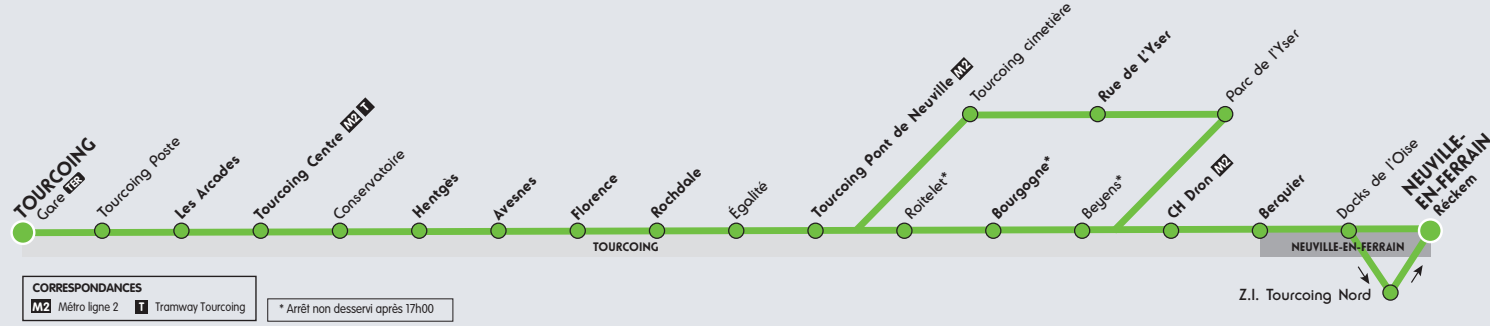 TOURCOING
Gare TER
Tourcoing Poste
Les Arcades
Tourcoing Centre M2 T
Conservatoire
Hentgès
Avesnes
Florence
Rochdale
Égalité
Tourcoing Pont de Neuville M2
Tourcoing cimetière
Rue de L'Yser
Parc de l'Yser
Roitelet*
Bourgogne*
Beyens*
CH Dron M2
Berquier
Docks de l'Oise
NEUVILLE-
EN-FERRAIN
Réckem
TOURCOING
NEUVILLE-EN-FERRAIN
Z.I. Tourcoing Nord
CORRESPONDANCES
M2 Métro ligne 2 T Tramway Tourcoing
* Arrêt non desservi après 17h00